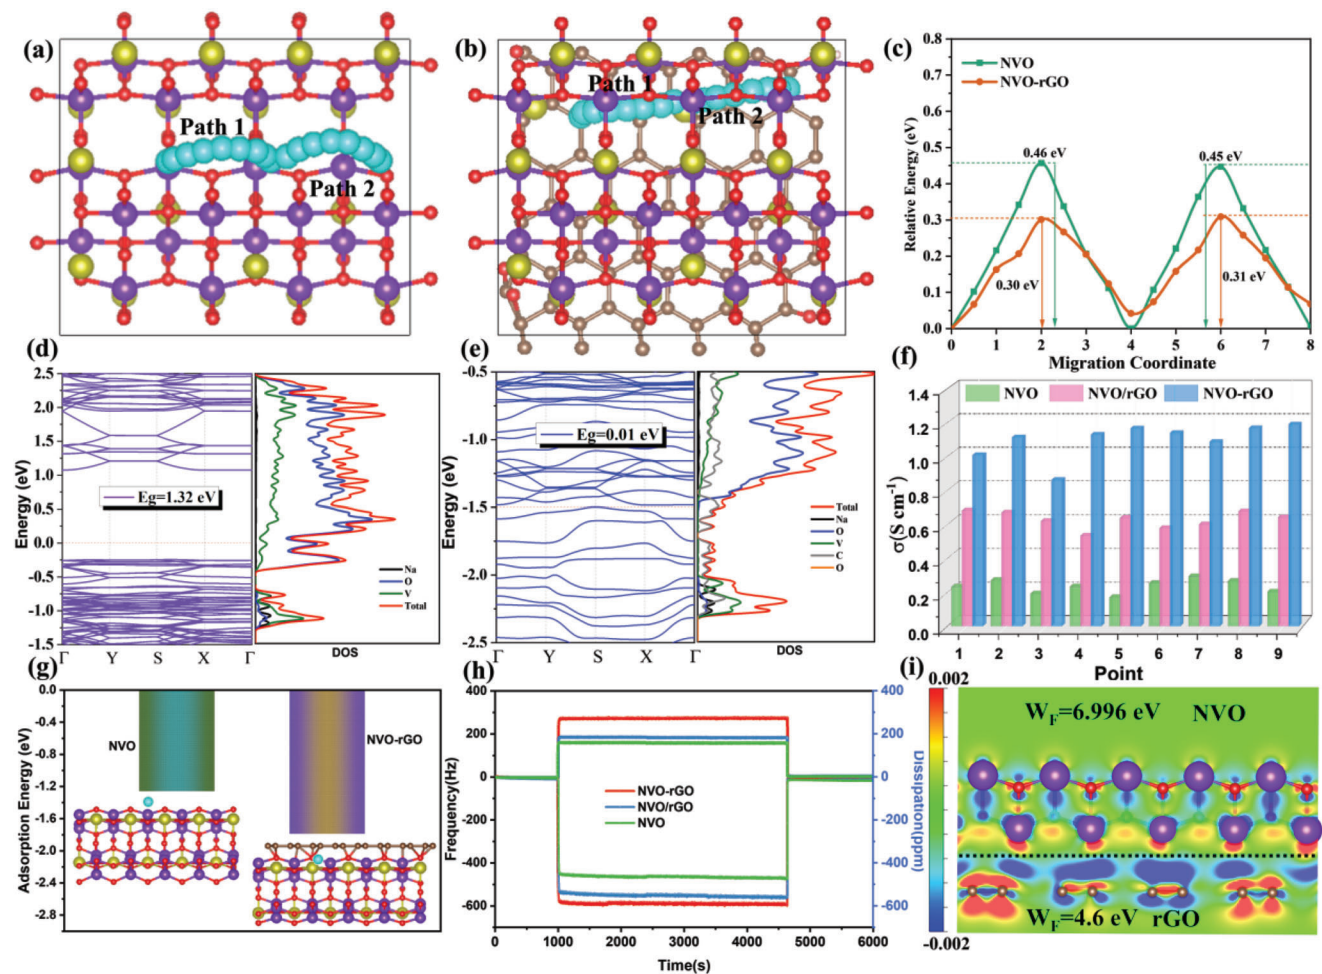 (a)
Path 1
Path 2
(b)
Path 1
Path 2
(c)
0.8
0.7
0.6
0.5
0.4
0.3
0.2
0.1
0.0
Relative Energy (eV)
NVO
NVO-rGO
0.46 eV
0.45 eV
0.30 eV
0.31 eV
0 1 2 3 4 5 6 7 8
Migration Coordinate
(d)
2.5
2.0
1.5
1.0
0.5
0.0
-0.5
-1.0
-1.5
Energy (eV)
Eg=1.32 eV
Na
O
V
Total
Γ Y S X Γ
DOS
(e)
-0.5
-1.0
-1.5
-2.0
-2.5
Energy (eV)
Eg=0.01 eV
Total
Na
O
V
C
O
Γ Y S X Γ
DOS
(f)
1.4
1.2
1.0
0.8
0.6
0.4
0.2
0.0
σ(S cm⁻¹)
NVO NVO/rGO NVO-rGO
1 2 3 4 5 6 7 8 9
Point
(g)
0.0
-0.4
-0.8
-1.2
-1.6
-2.0
-2.4
-2.8
Adsorption Energy (eV)
NVO
NVO-rGO
(h)
400
200
0
-200
-400
-600
Frequency(Hz)
NVO-rGO
NVO/rGO
NVO
400
200
0
-200
-400
-600
Dissipantion(ppm)
0 1000 2000 3000 4000 5000 6000
Time(s)
(i)
0.002
-0.002
W_F=6.996 eV NVO
W_F=4.6 eV rGO